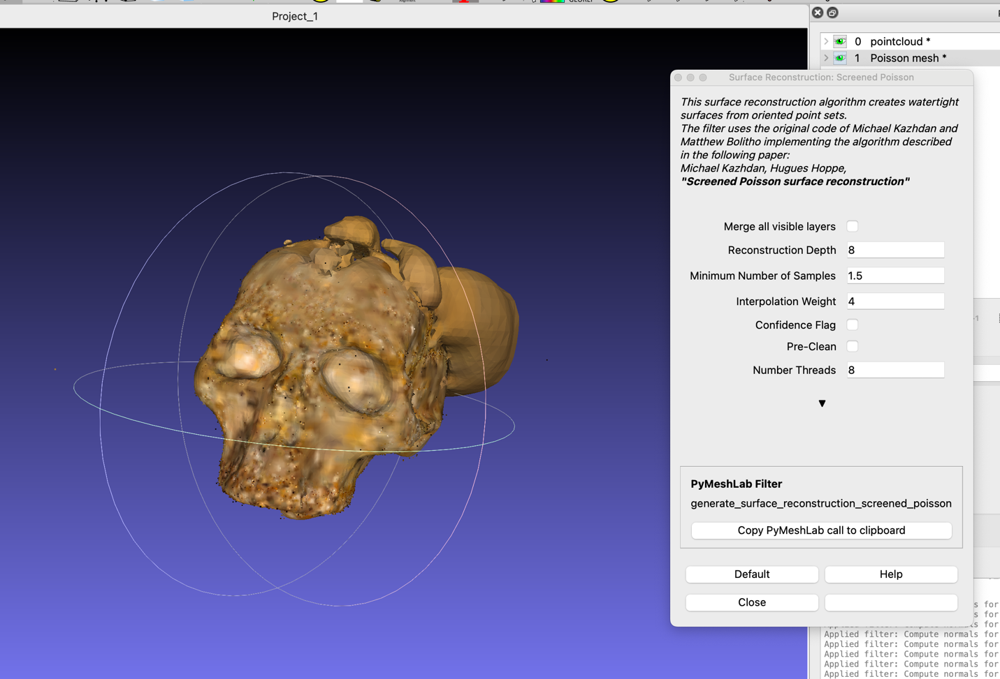 Project_1
0 pointcloud *
1 Poisson mesh *
Surface Reconstruction: Screened Poisson
This surface reconstruction algorithm creates watertight
surfaces from oriented point sets.
The filter uses the original code of Michael Kazhdan and
Matthew Bolitho implementing the algorithm described
in the following paper:
Michael Kazhdan, Hugues Hoppe,
"Screened Poisson surface reconstruction"
Merge all visible layers
Reconstruction Depth 8
Minimum Number of Samples 1.5
Interpolation Weight 4
Confidence Flag
Pre-Clean
Number Threads 8
PyMeshLab Filter
generate_surface_reconstruction_screened_poisson
Copy PyMeshLab call to clipboard
Default Help
Close
s for
s for
Applied filter: Compute normals for
Applied filter: Compute normals for
Applied filter: Compute normals for
Applied filter: Compute normals for
Applied filter: Compute normals for
Applied filter: Compute normals for